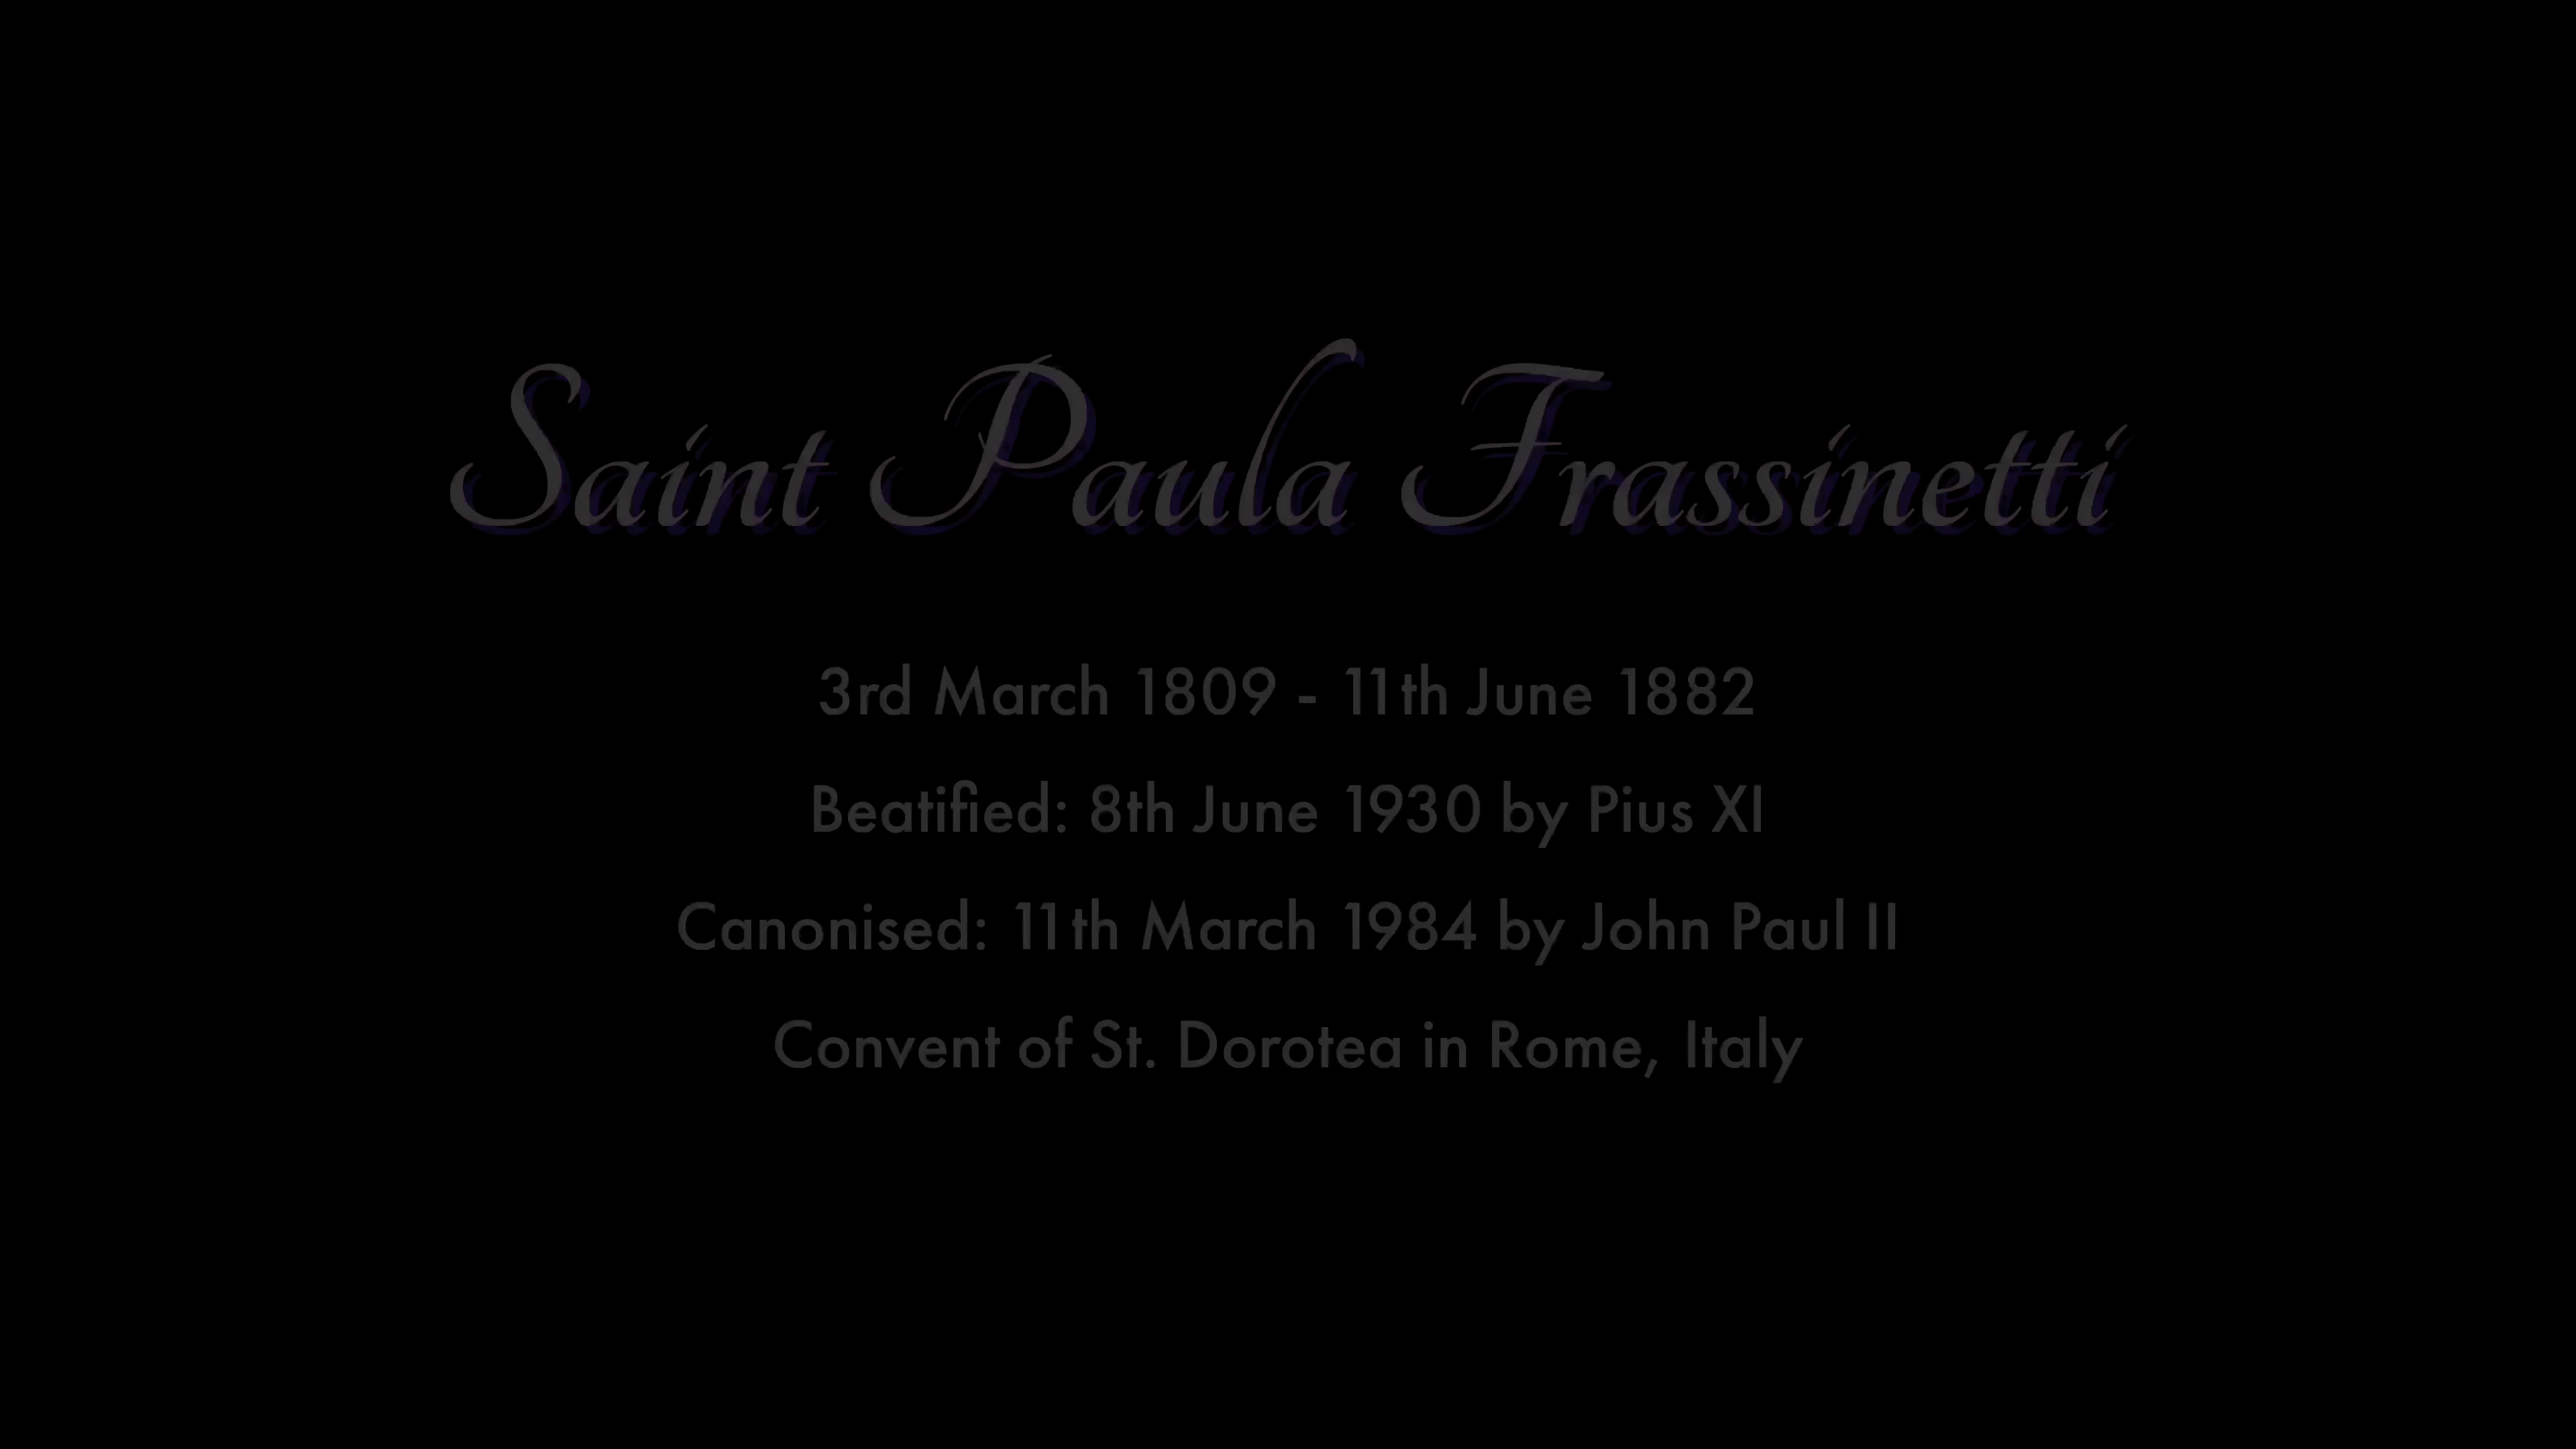 Saint Paula Frassinetti
3rd March 1809 - 11th June 1882
Beatified: 8th June 1930 by Pius XI
Canonised: 11th March 1984 by John Paul II
Convent of St. Dorotea in Rome, Italy